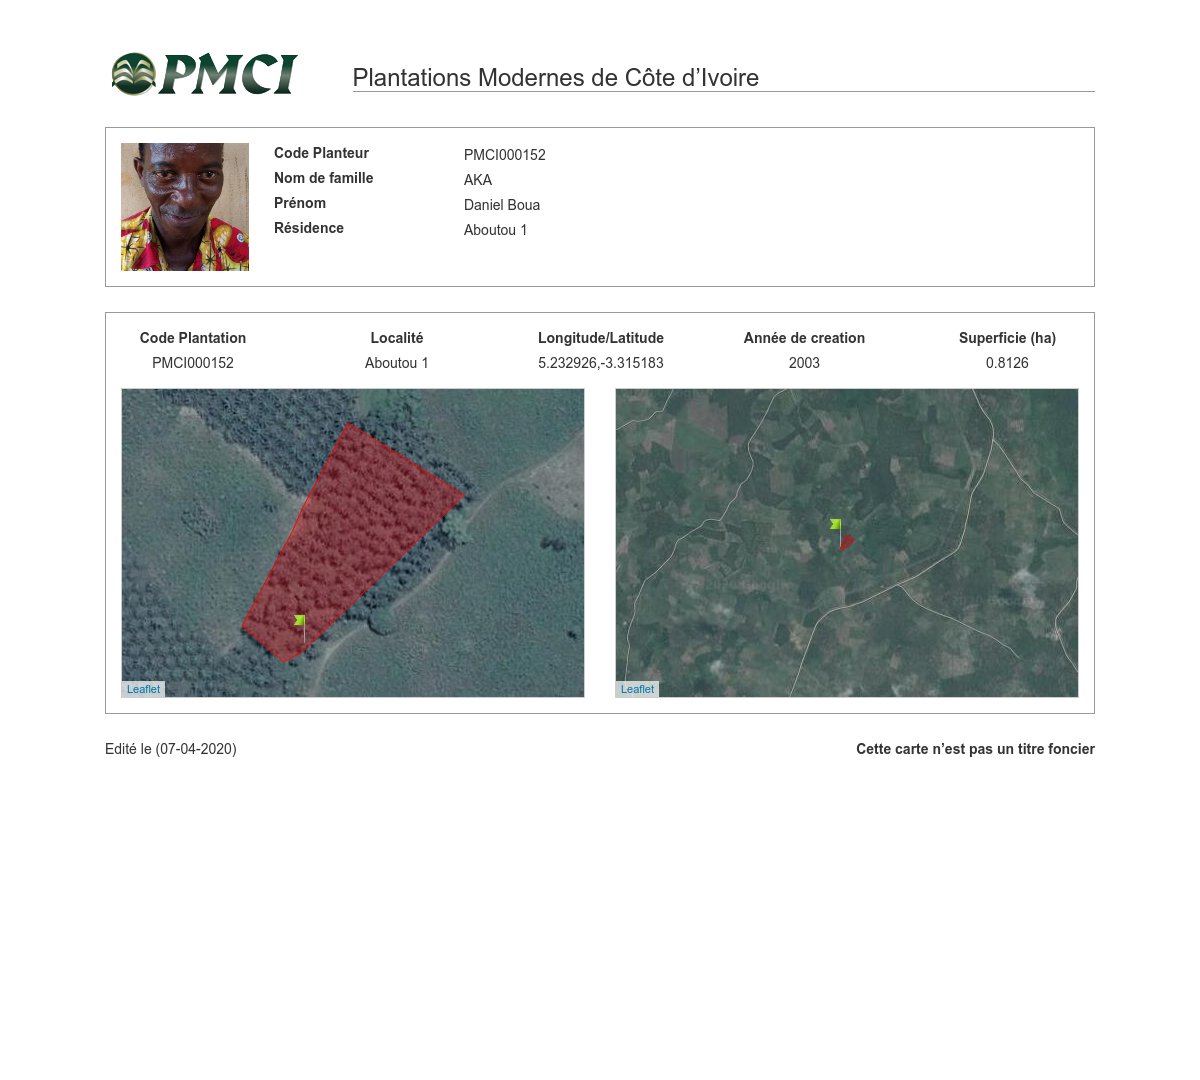 PMCI
Plantations Modernes de Côte d’Ivoire
Code Planteur PMCI000152
Nom de famille AKA
Prénom Daniel Boua
Résidence Aboutou 1
Code Plantation Localité Longitude/Latitude Année de creation Superficie (ha)
PMCI000152 Aboutou 1 5.232926,-3.315183 2003 0.8126
Leaflet Leaflet
Edité le (07-04-2020) Cette carte n’est pas un titre foncier